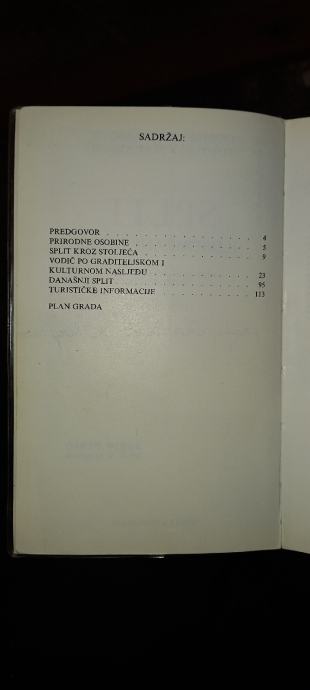 SADRŽAJ:
PREDGOVOR . . . . . . . . . . . . . . 4
PRIRODNE OSOBINE . . . . . . . . . . . 5
SPLIT KROZ STOLJEĆA . . . . . . . . . . 9
VODIČ PO GRADITELJSKOM I
KULTURNOM NASLJEĐU . . . . . . . . . 23
DANAŠNJI SPLIT . . . . . . . . . . . . 95
TURISTIČKE INFORMACIJE . . . . . . . . 113
PLAN GRADA